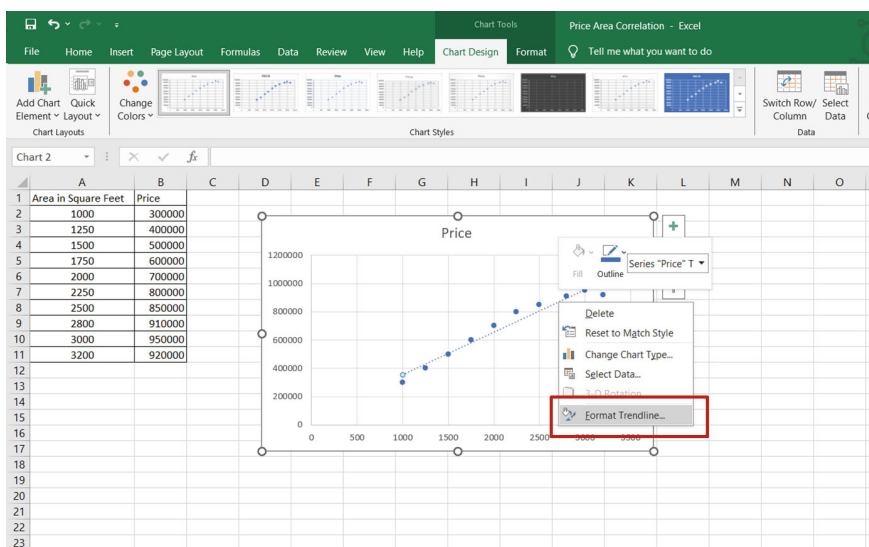 Chart Tools
Price Area Correlation - Excel
File Home Insert Page Layout Formulas Data Review View Help Chart Design Format Tell me what you want to do
Add Chart Element Quick Layout Change Colors Switch Row/ Column Select Data
Chart Layouts Chart Styles Data
Chart 2 fx
A B C D E F G H I J K L M N O
1 Area in Square Feet Price
2 1000 300000
3 1250 400000
4 1500 500000
5 1750 600000
6 2000 700000
7 2250 800000
8 2500 850000
9 2800 910000
10 3000 950000
11 3200 920000
12
13
14
15
16
17
18
19
20
21
22
23
Price
1200000
1000000
800000
600000
400000
200000
0
0 500 1000 1500 2000 2500 3000 3500
Fill Outline Series "Price" T
Delete
Reset to Match Style
Change Chart Type...
Select Data...
3-D Rotation...
Format Trendline...